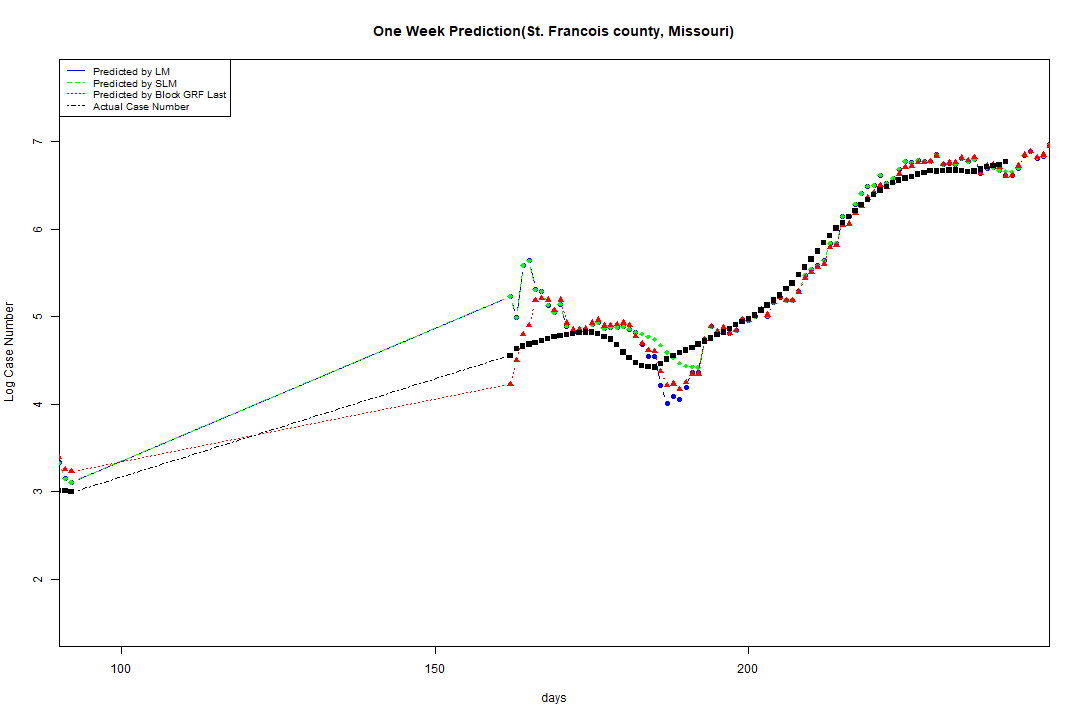 One Week Prediction(St. Francois county, Missouri)
Predicted by LM
Predicted by SLM
Predicted by Block GRF Last
Actual Case Number
7
6
5
4
3
2
Log Case Number
100 150 200
days